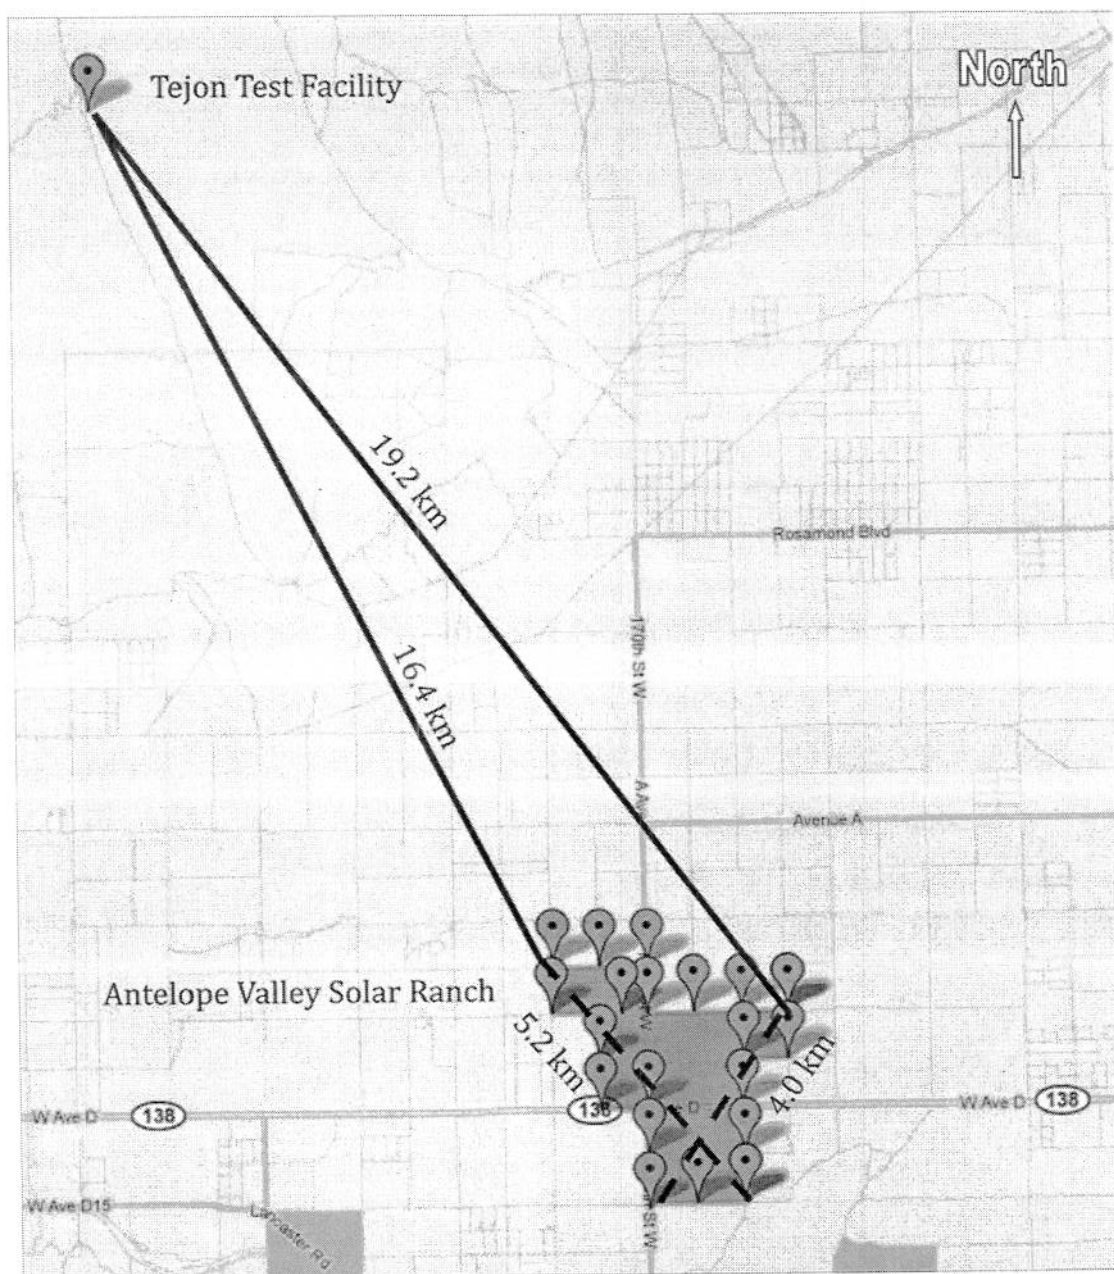 Tejon Test Facility
North
19.2 km
Rosamond Blvd
170th St W
16.4 km
Avenue A
Antelope Valley Solar Ranch
5.2 km
4.0 km
W Ave D
138
138
D
W Ave D
138
W Ave D15
Lancaster Rd
St W